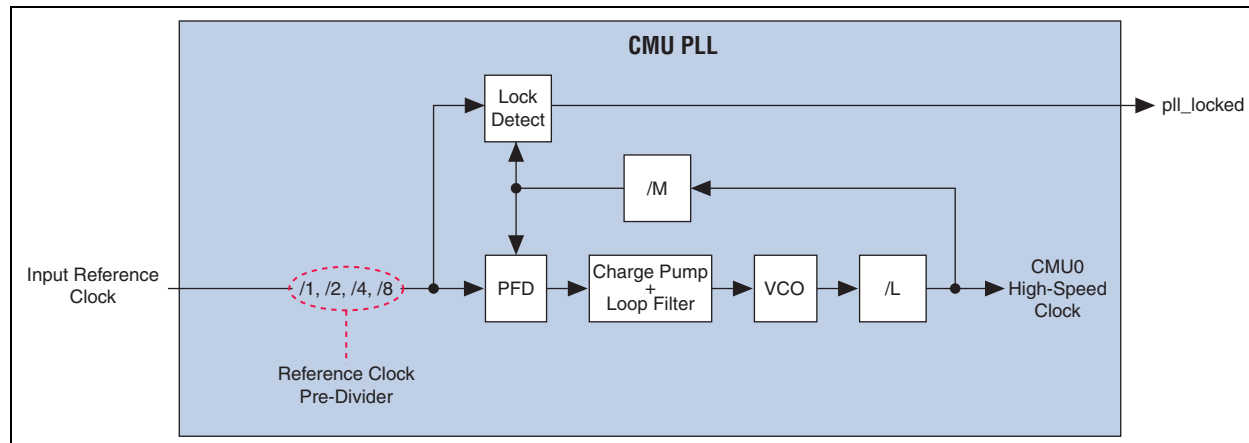 CMU PLL
Lock
Detect
pll_locked
/M
Input Reference
Clock
/1, /2, /4, /8
PFD
Charge Pump
+
Loop Filter
VCO
/L
CMU0
High-Speed
Clock
Reference Clock
Pre-Divider